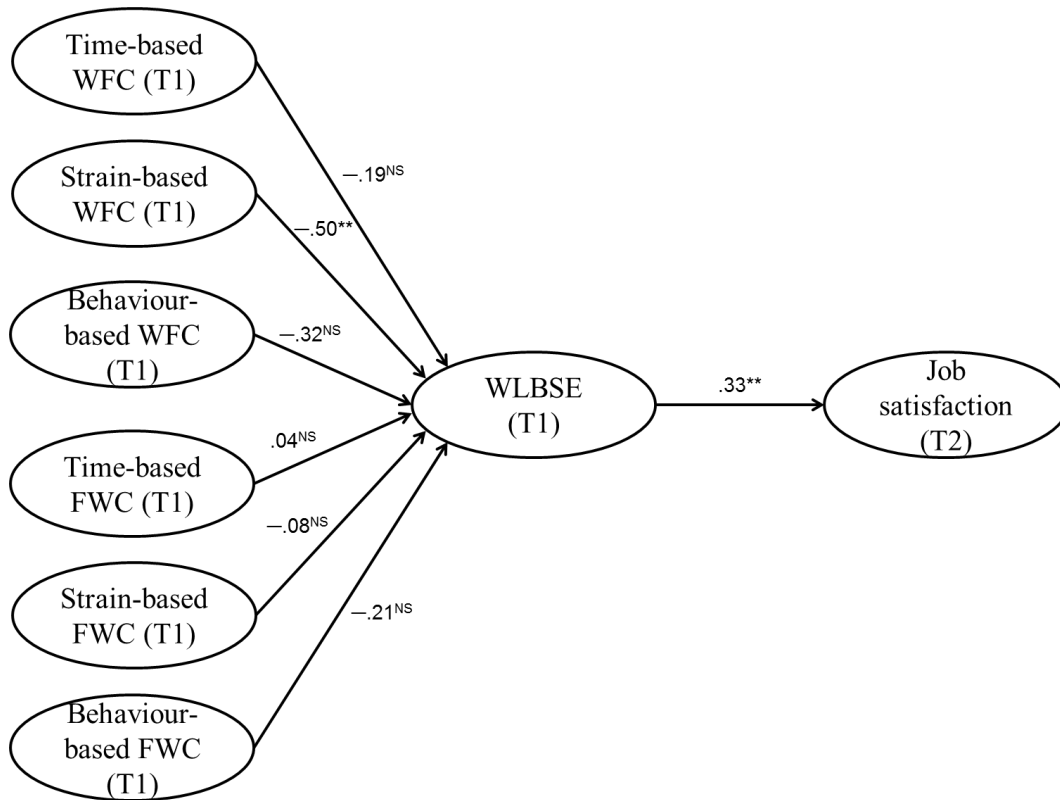 Time-based
WFC (T1)
—.19NS
Strain-based
WFC (T1)
—.50**
Behaviour-
based WFC
(T1)
—.32NS
WLBSE
(T1)
.33**
Job
satisfaction
(T2)
.04NS
Time-based
FWC (T1)
—.08NS
Strain-based
FWC (T1)
—.21NS
Behaviour-
based FWC
(T1)